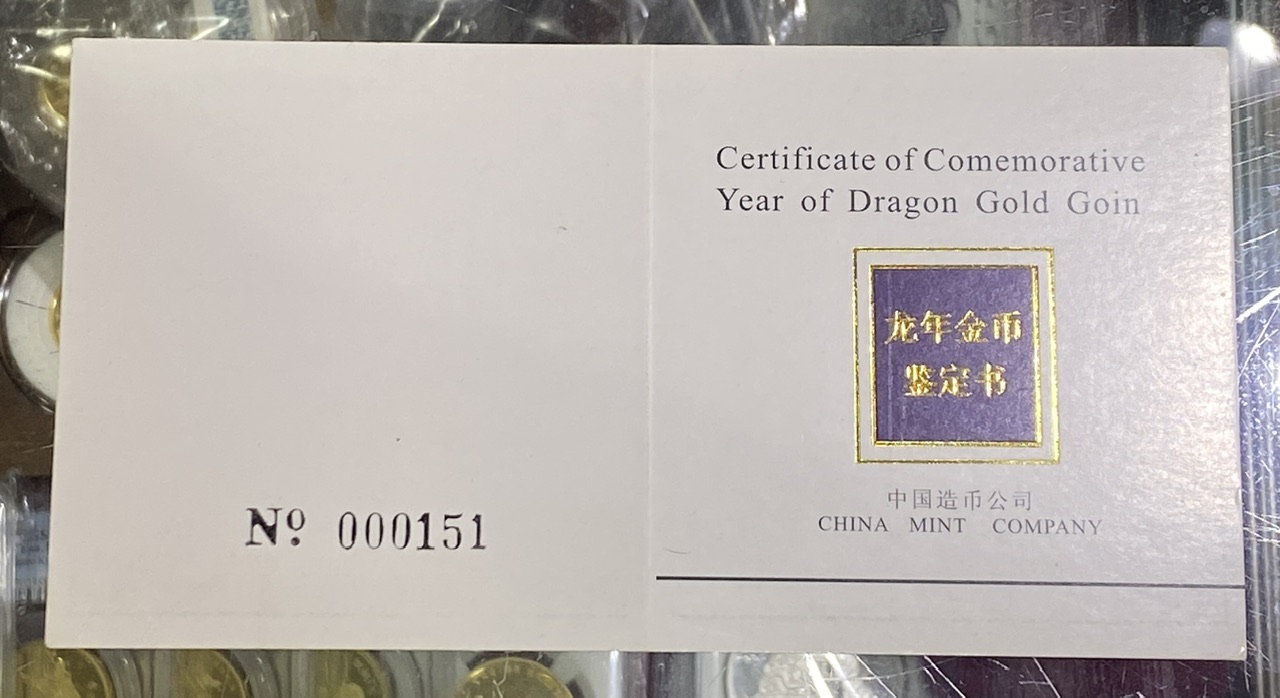 Certificate of Comemorative
Year of Dragon Gold Goin
龙年金币
鉴定书
中国造币公司
CHINA MINT COMPANY
Nº 000151